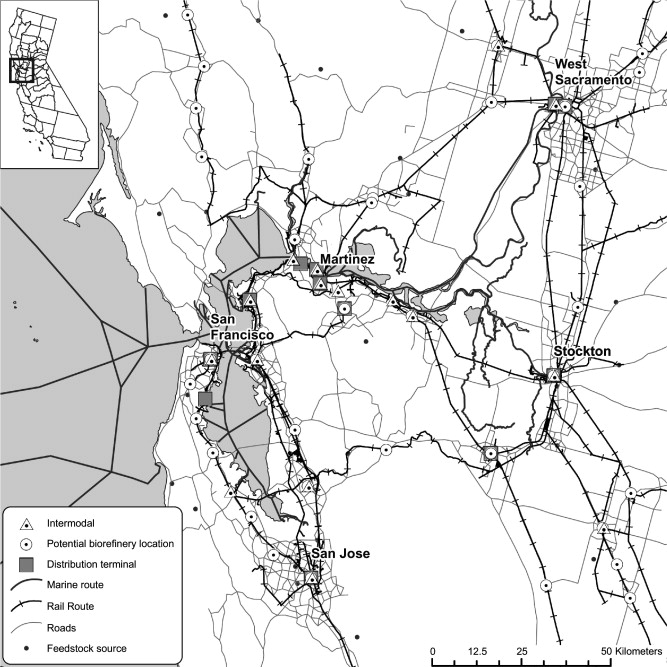 West
Sacramento
Martinez
San
Francisco
Stockton
San Jose
Intermodal
Potential biorefinery location
Distribution terminal
Marine route
Rail Route
Roads
Feedstock source
0 12.5 25 50 Kilometers